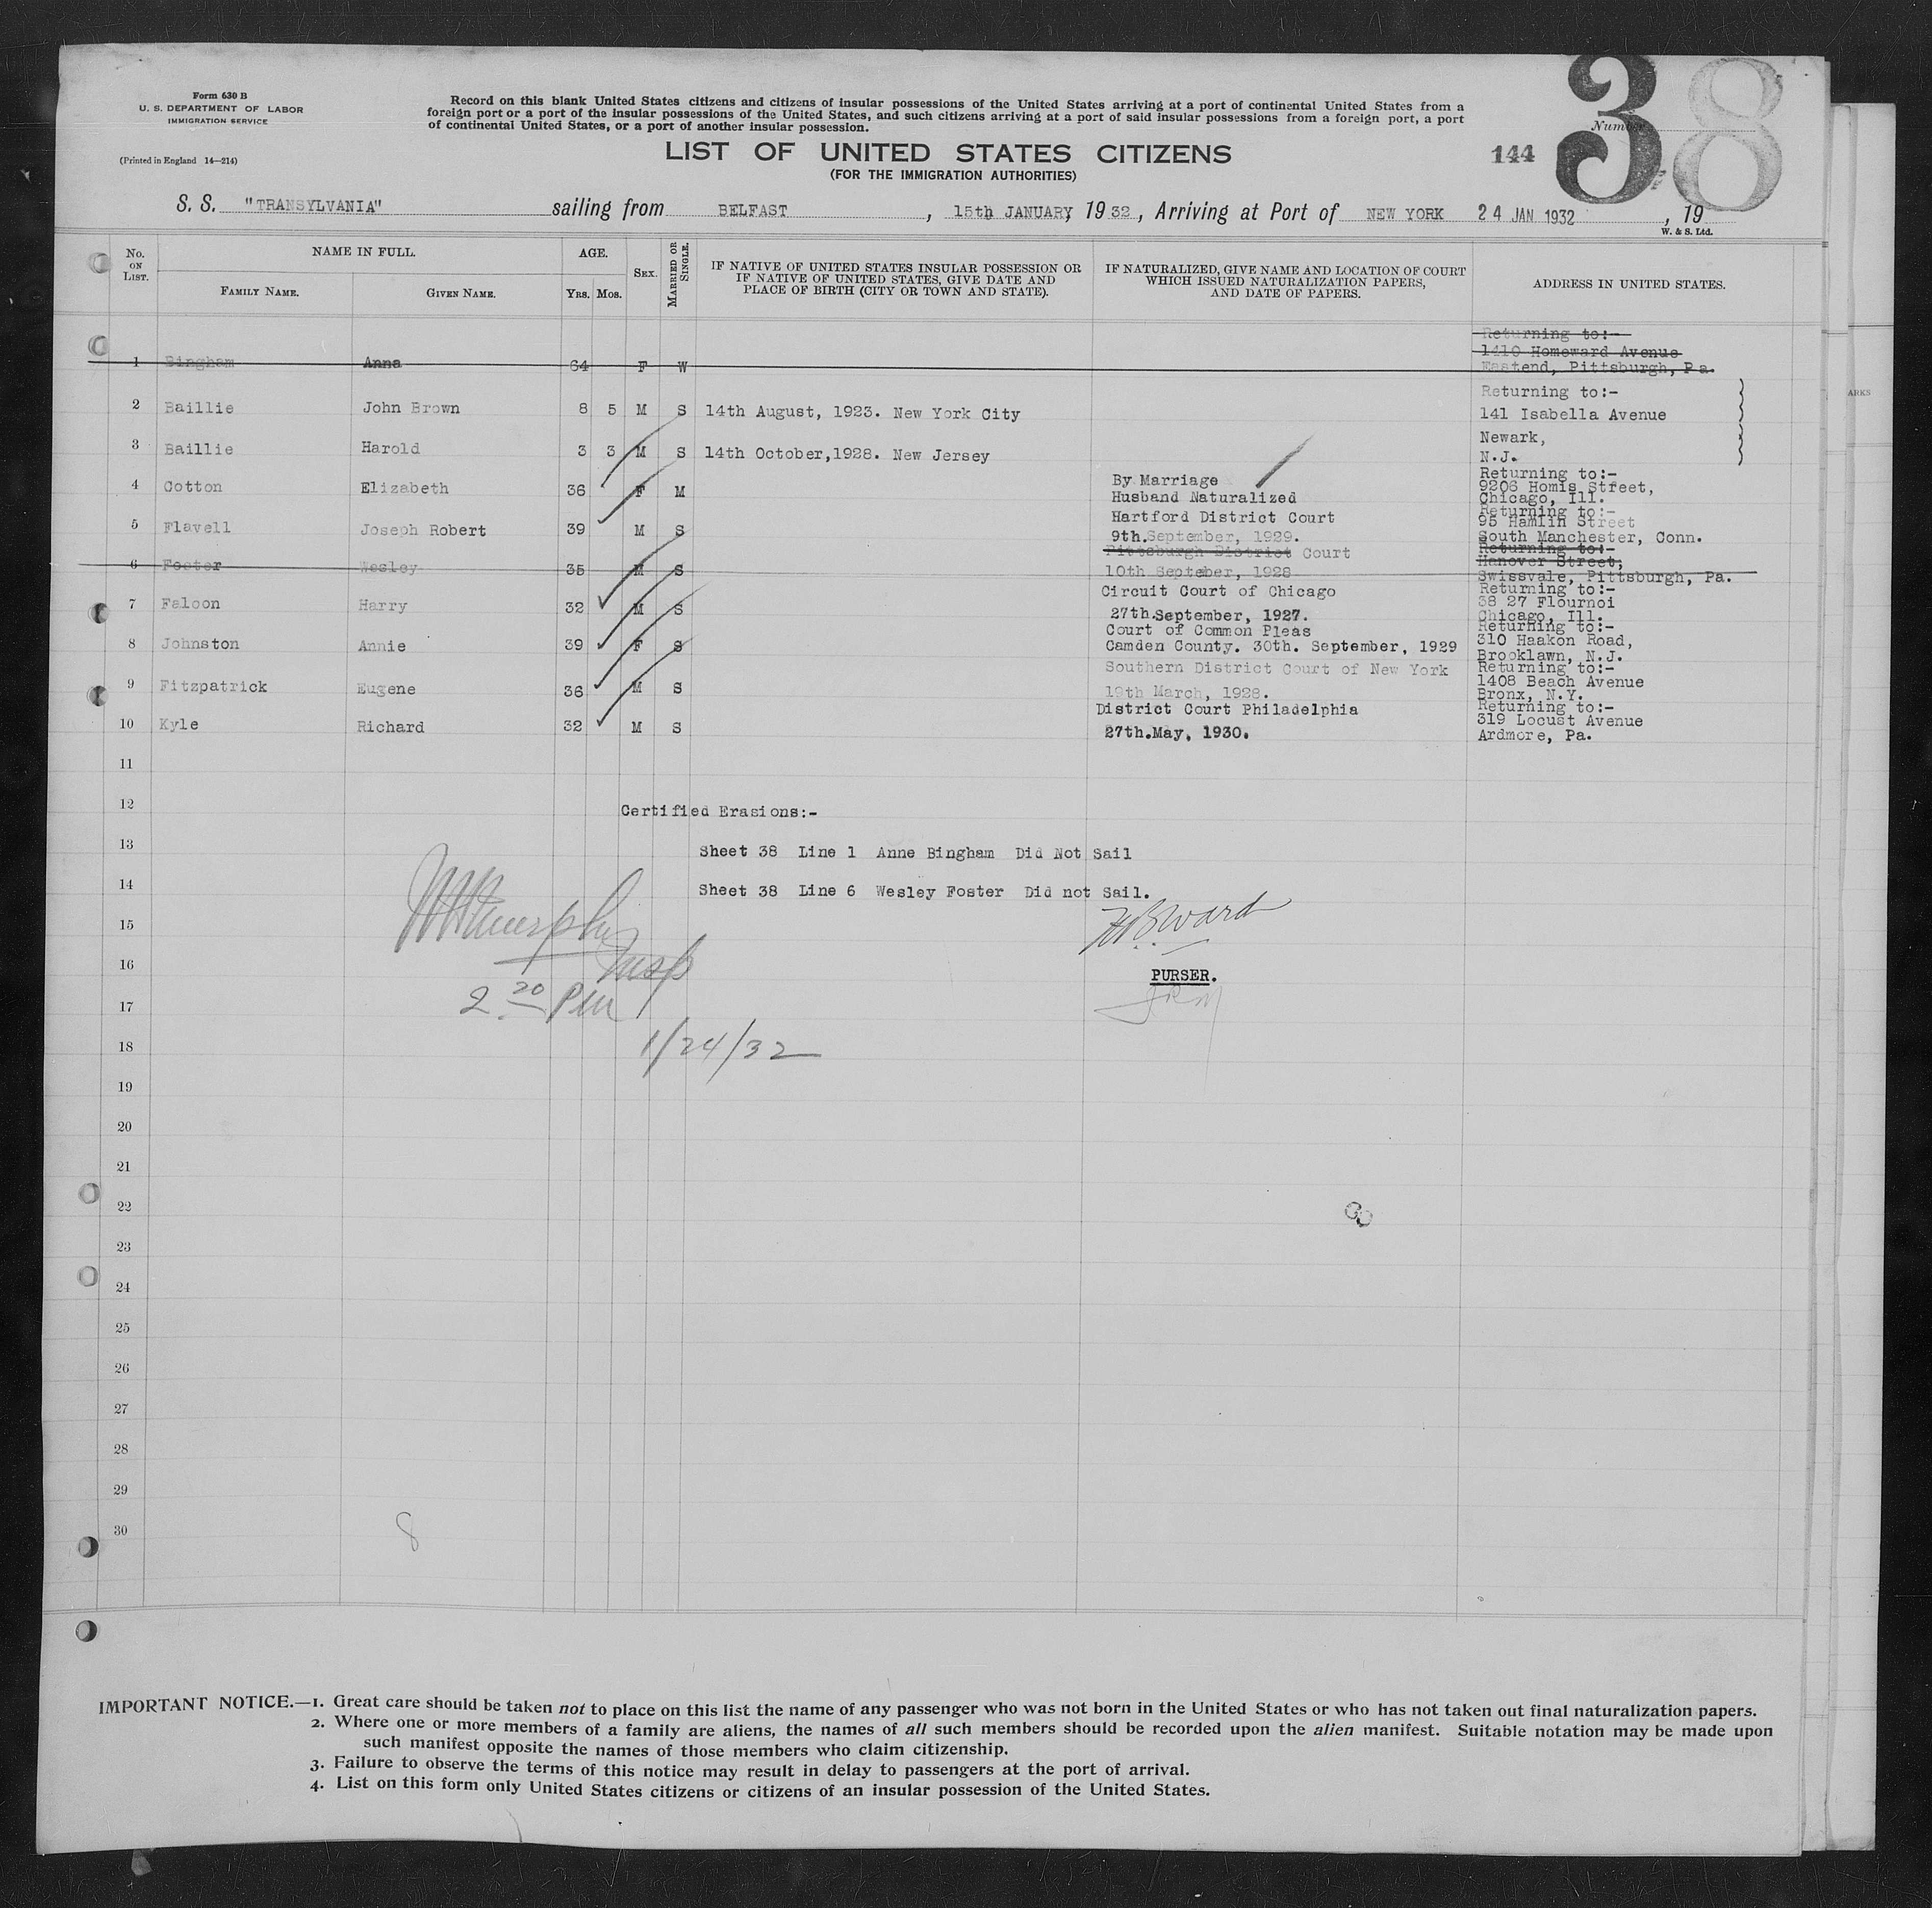 Form 630 B
U. S. DEPARTMENT OF LABOR
IMMIGRATION SERVICE
(Printed in England 14—214)
Record on this blank United States citizens and citizens of insular possessions of the United States arriving at a port of continental United States from a
foreign port or a port of the insular possessions of the United States, and such citizens arriving at a port of said insular possessions from a foreign port, a port
of continental United States, or a port of another insular possession.
38
Number
LIST OF UNITED STATES CITIZENS
144
(FOR THE IMMIGRATION AUTHORITIES)
S. S. "TRANSYLVANIA" sailing from BELFAST, 15th JANUARY, 1932, Arriving at Port of NEW YORK 24 JAN 1932, 19
W. & S. Ltd.
No. ON LIST.
NAME IN FULL.
FAMILY NAME.
GIVEN NAME.
AGE.
YRS. MOS.
SEX.
MARRIED OR SINGLE.
IF NATIVE OF UNITED STATES INSULAR POSSESSION OR
IF NATIVE OF UNITED STATES, GIVE DATE AND
PLACE OF BIRTH (CITY OR TOWN AND STATE).
IF NATURALIZED, GIVE NAME AND LOCATION OF COURT
WHICH ISSUED NATURALIZATION PAPERS,
AND DATE OF PAPERS.
ADDRESS IN UNITED STATES.
ARKS
Returning to:-
1410 Homeward Avenue
1 Bingham Anna 64 F W Eastend, Pittsburgh, Pa.
Returning to:-
2 Baillie John Brown 8 5 M S 14th August, 1923. New York City 141 Isabella Avenue
Newark,
3 Baillie Harold 3 3 M S 14th October,1928. New Jersey N.J.
By Marriage Returning to:-
4 Cotton Elizabeth 36 F M Husband Naturalized 9206 Homis Street,
Chicago, Ill.
Hartford District Court Returning to:-
5 Flavell Joseph Robert 39 M S 9th.September, 1929. 95 Hamlin Street
South Manchester, Conn.
Pittsburgh District Court Returning to:-
6 Foster Wesley 35 M S 10th Septeber, 1928 Hanover Street,
Swissvale, Pittsburgh, Pa.
Circuit Court of Chicago Returning to:-
7 Faloon Harry 32 M S 27th.September, 1927. 38 27 Flournoi
Chicago, Ill.
Court of Common Pleas Returning to:-
8 Johnston Annie 39 F S Camden County. 30th. September, 1929 310 Haakon Road,
Brooklawn, N.J.
Southern District Court of New York Returning to:-
9 Fitzpatrick Eugene 36 M S 19th March, 1928. 1408 Beach Avenue
Bronx, N.Y.
District Court Philadelphia Returning to:-
10 Kyle Richard 32 M S 27th.May, 1930. 319 Locust Avenue
Ardmore, Pa.
11
12
Certified Erasions:-
13
Sheet 38 Line 1 Anne Bingham Did Not Sail
14
Sheet 38 Line 6 Wesley Foster Did not Sail.
15
Murphy
Insp
Ward
16
PURSER.
2 20 PM
17
1/24/32
18
19
20
21
22
23
24
25
26
27
28
29
30
8
IMPORTANT NOTICE.—1. Great care should be taken not to place on this list the name of any passenger who was not born in the United States or who has not taken out final naturalization papers.
2. Where one or more members of a family are aliens, the names of all such members should be recorded upon the alien manifest. Suitable notation may be made upon
such manifest opposite the names of those members who claim citizenship.
3. Failure to observe the terms of this notice may result in delay to passengers at the port of arrival.
4. List on this form only United States citizens or citizens of an insular possession of the United States.